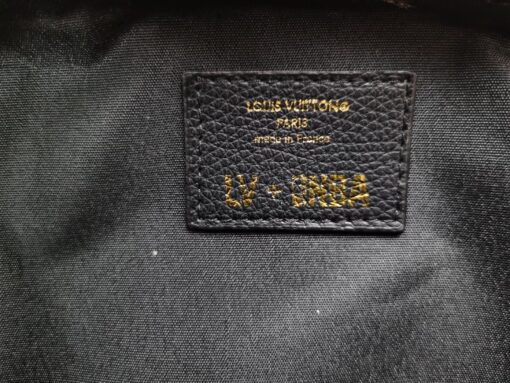 LOUIS VUITTON®
PARIS
made in France
LV + ©NBA